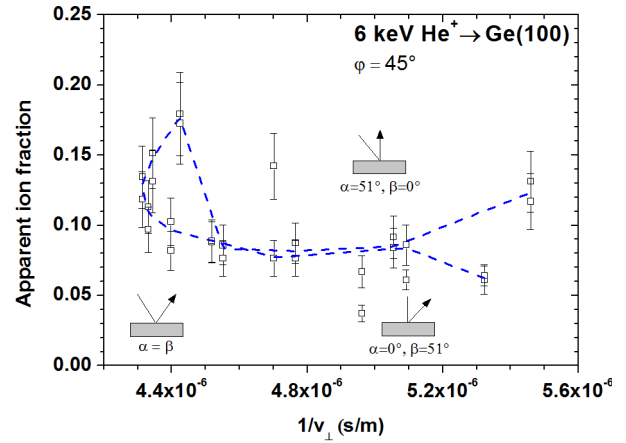 6 keV He⁺→Ge(100)
φ = 45°
Apparent ion fraction
0.25
0.20
0.15
0.10
0.05
0.00
α=51°, β=0°
α = β
α=0°, β=51°
4.4x10⁻⁶
4.8x10⁻⁶
5.2x10⁻⁶
5.6x10⁻⁶
1/v⊥ (s/m)